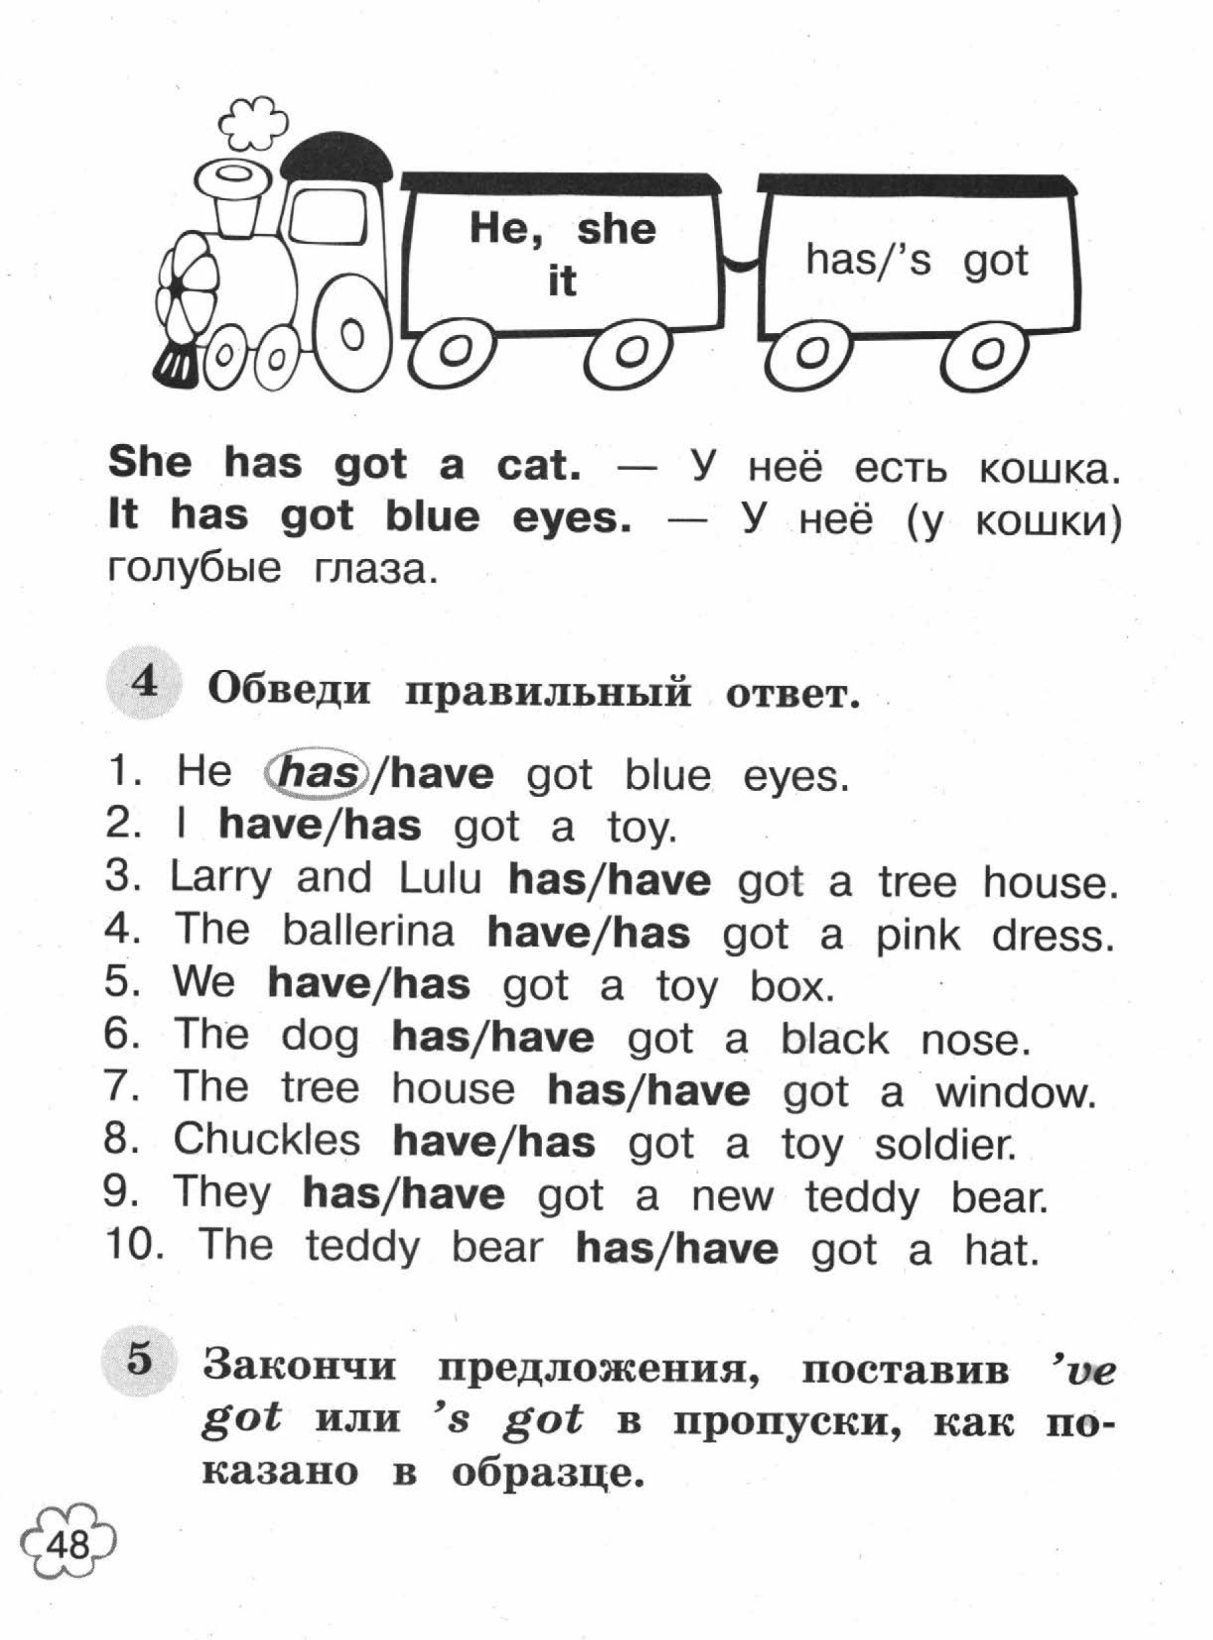 He, she
it
has/’s got
She has got a cat. — У неё есть кошка.
It has got blue eyes. — У неё (у кошки)
голубые глаза.
4 Обведи правильный ответ.
1. He has/have got blue eyes.
2. I have/has got a toy.
3. Larry and Lulu has/have got a tree house.
4. The ballerina have/has got a pink dress.
5. We have/has got a toy box.
6. The dog has/have got a black nose.
7. The tree house has/have got a window.
8. Chuckles have/has got a toy soldier.
9. They has/have got a new teddy bear.
10. The teddy bear has/have got a hat.
5 Закончи предложения, поставив ’ve
got или ’s got в пропуски, как по-
казано в образце.
48